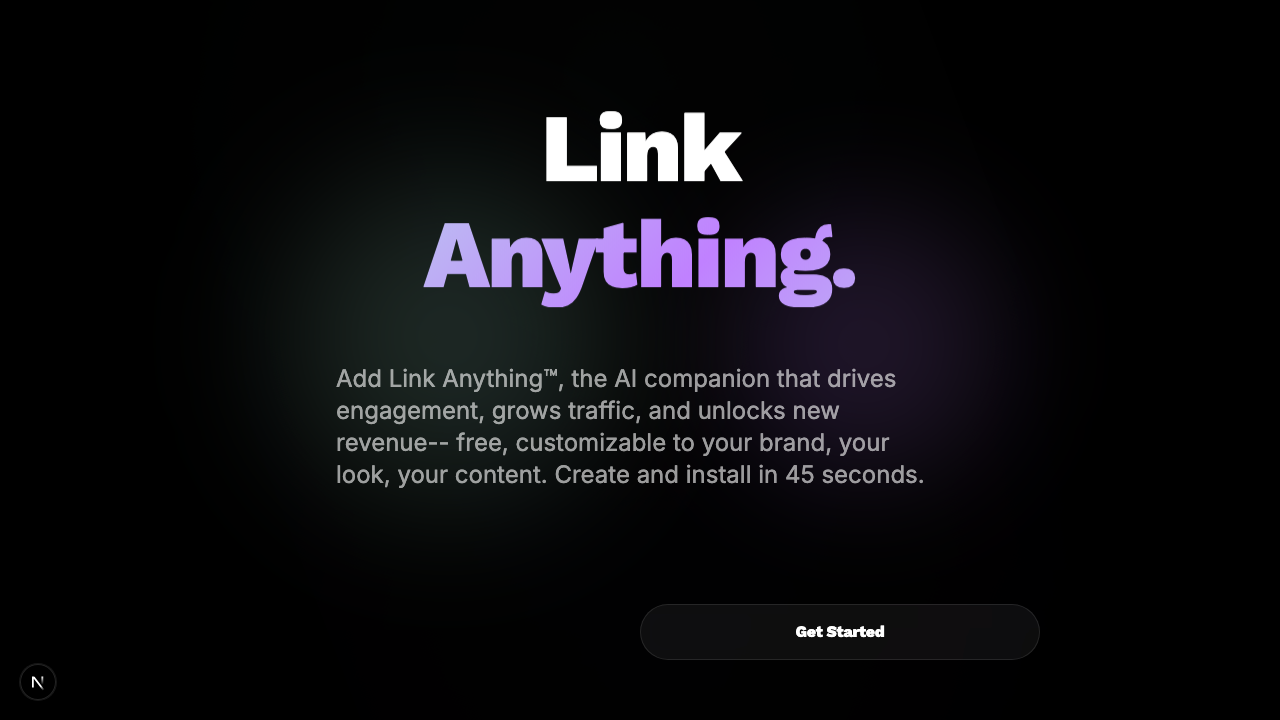 Link
Anything.
Add Link Anything™, the AI companion that drives
engagement, grows traffic, and unlocks new
revenue-- free, customizable to your brand, your
look, your content. Create and install in 45 seconds.
Get Started
N